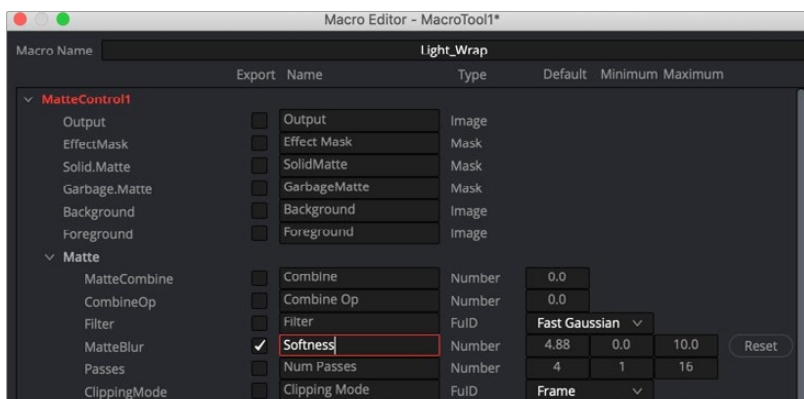 Macro Editor - MacroTool1*
Macro Name Light_Wrap
Export Name Type Default Minimum Maximum
MatteControl1
Output Output Image
EffectMask Effect Mask Mask
Solid.Matte SolidMatte Mask
Garbage.Matte GarbageMatte Mask
Background Background Image
Foreground Foreground Image
Matte
MatteCombine Combine Number 0.0
CombineOp Combine Op Number 0.0
Filter Filter FuID Fast Gaussian
MatteBlur Softness Number 4.88 0.0 10.0 Reset
Passes Num Passes Number 4 1 16
ClippingMode Clipping Mode FuID Frame